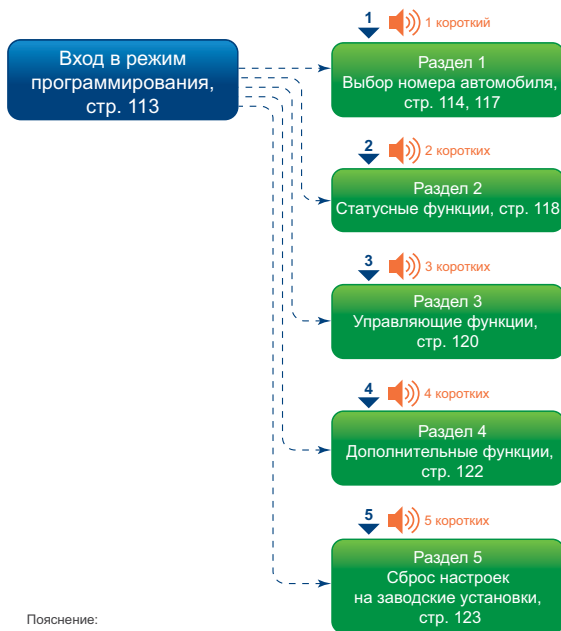 Вход в режим
программирования,
стр. 113
1
1 короткий
Раздел 1
Выбор номера автомобиля,
стр. 114, 117
2
2 коротких
Раздел 2
Статусные функции, стр. 118
3
3 коротких
Раздел 3
Управляющие функции,
стр. 120
4
4 коротких
Раздел 4
Дополнительные функции,
стр. 122
5
5 коротких
Раздел 5
Сброс настроек
на заводские установки,
стр. 123
Пояснение: